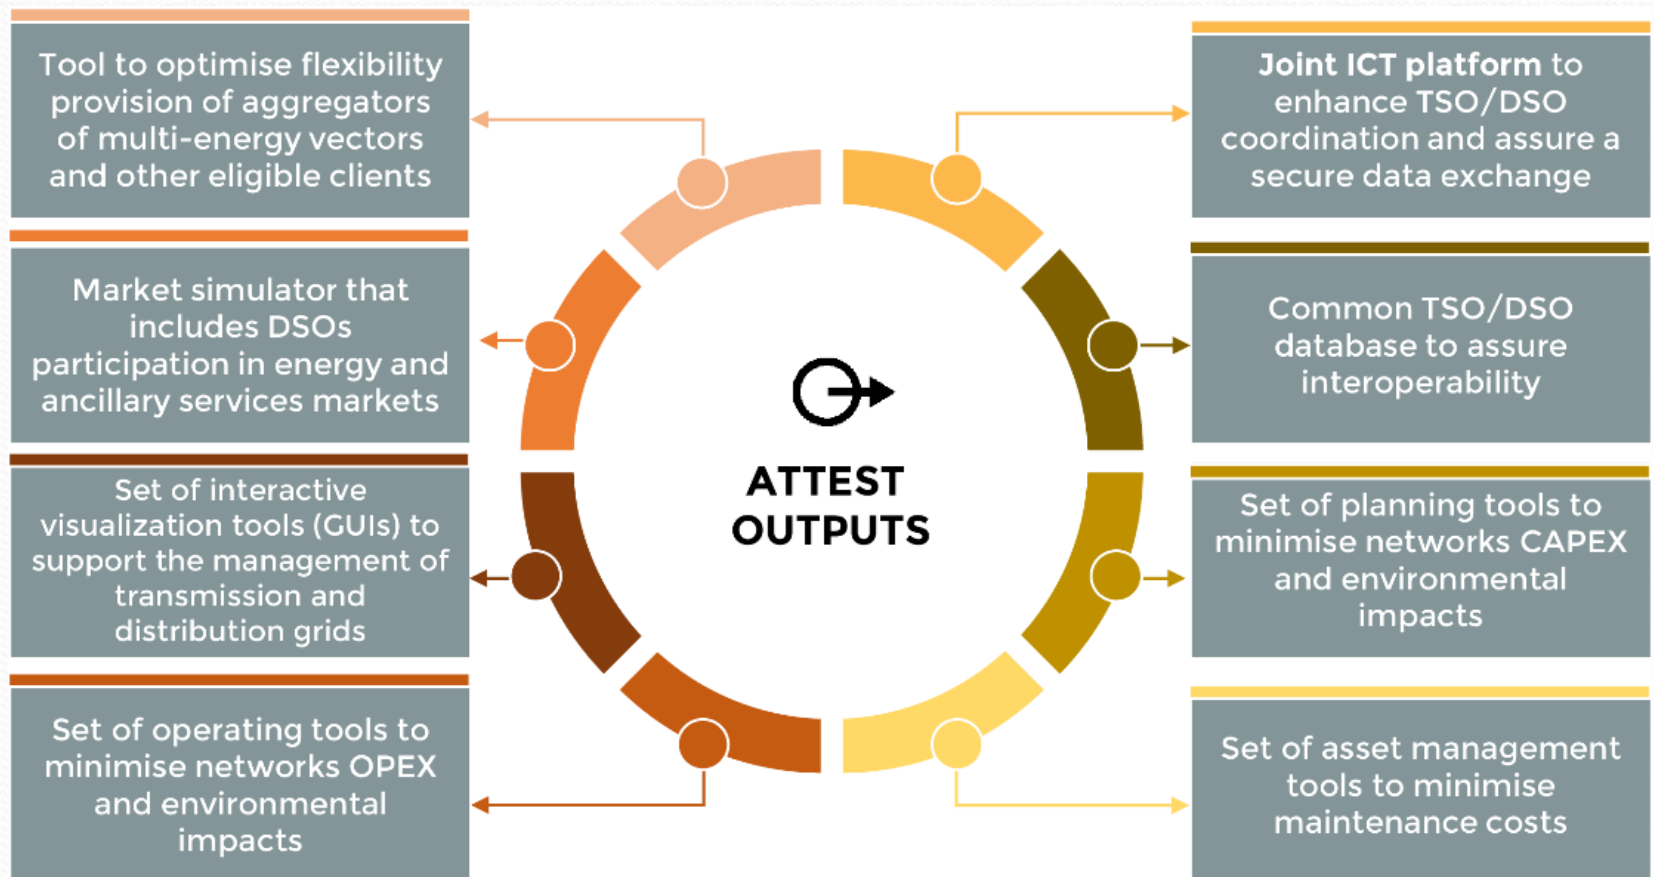 Tool to optimise flexibility
provision of aggregators
of multi-energy vectors
and other eligible clients
Market simulator that
includes DSOs
participation in energy and
ancillary services markets
Set of interactive
visualization tools (GUIs) to
support the management of
transmission and
distribution grids
Set of operating tools to
minimise networks OPEX
and environmental
impacts
ATTEST
OUTPUTS
Joint ICT platform to
enhance TSO/DSO
coordination and assure a
secure data exchange
Common TSO/DSO
database to assure
interoperability
Set of planning tools to
minimise networks CAPEX
and environmental
impacts
Set of asset management
tools to minimise
maintenance costs